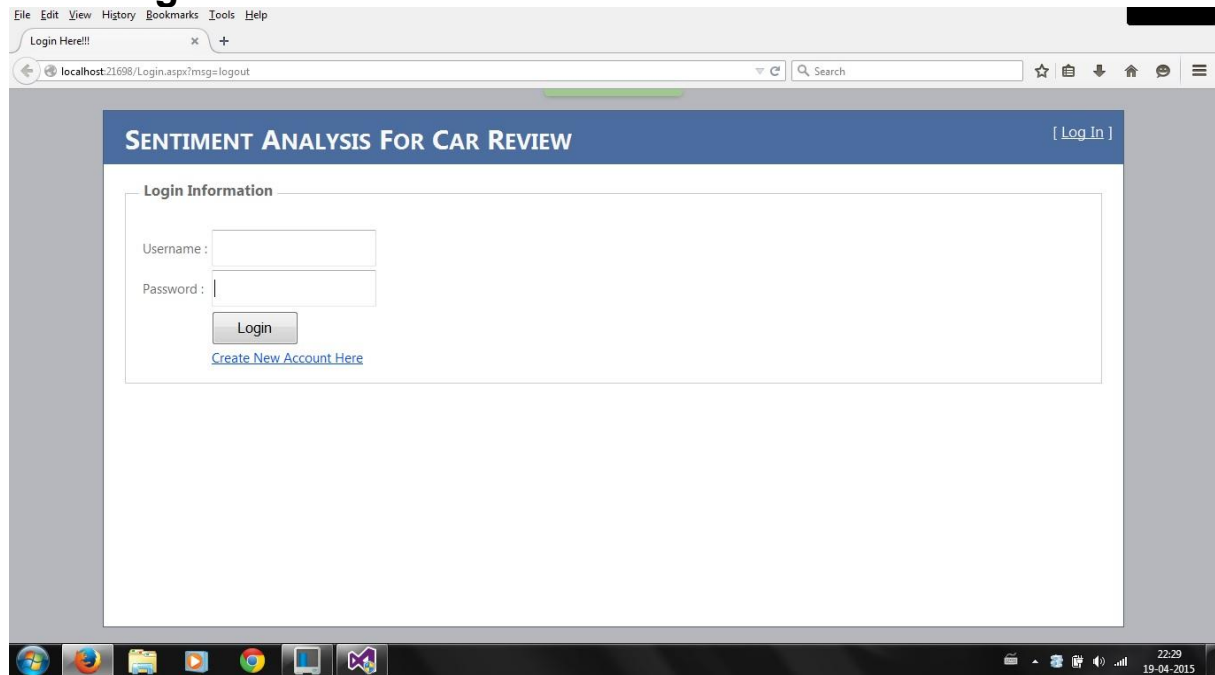 File Edit View History Bookmarks Tools Help
Login Here!!! × +
localhost:21698/Login.aspx?msg=logout Search
SENTIMENT ANALYSIS FOR CAR REVIEW [ Log In ]
Login Information
Username :
Password :
Login
Create New Account Here
22:29
19-04-2015